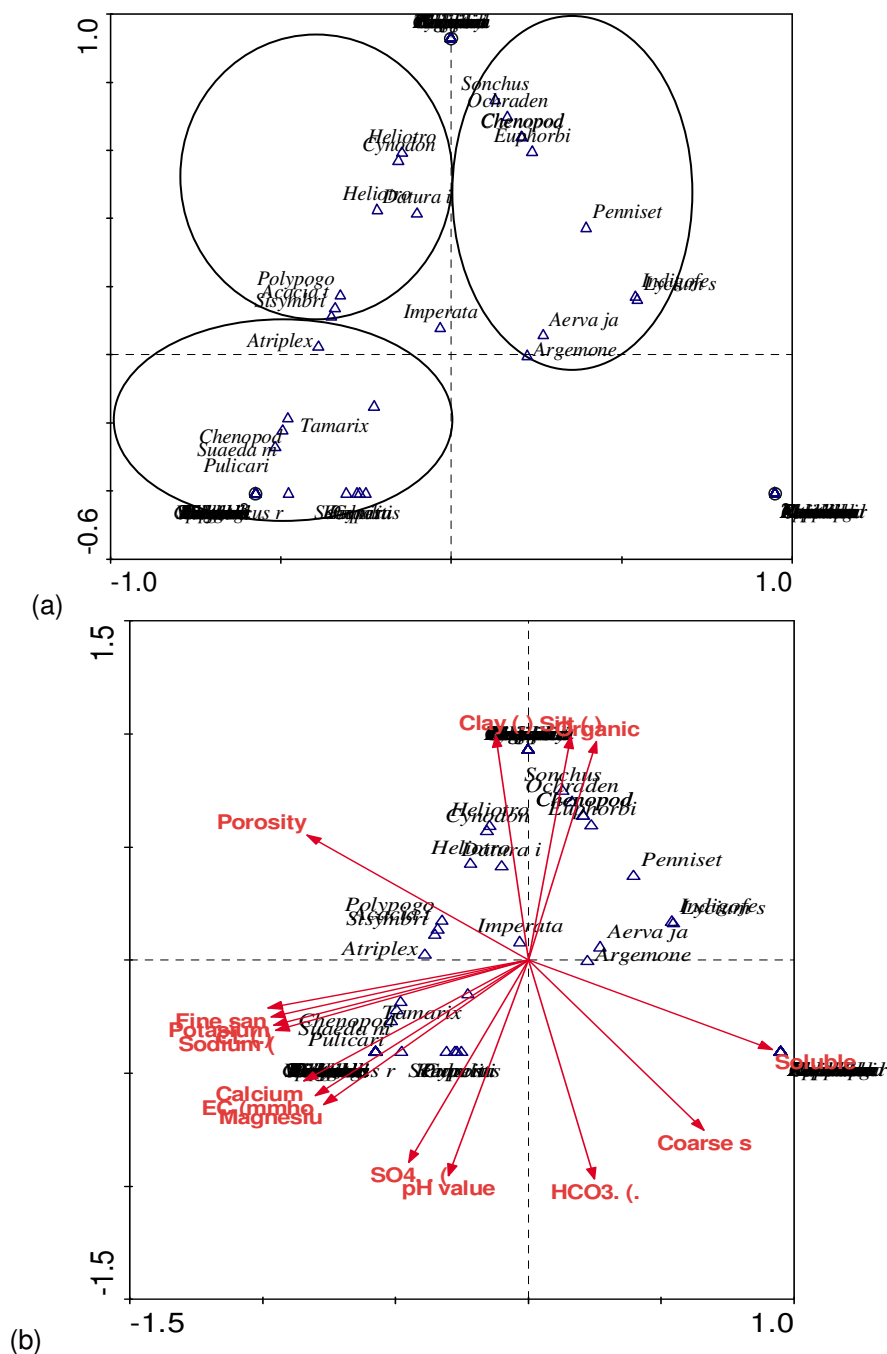 1.0
Sonchus
Ochraden
Chenopod
Euphorbi
Heliotro
Cynodon
Heliotro
Datura i
Penniset
Polypogo
Acacia t
Sisymbri
Indigofe
Lycium s
Imperata
Aerva ja
Atriplex
Argemone
Tamarix
Chenopod
Suaeda m
Pulicari
-0.6
-1.0 1.0
(a)
1.5
Clay (.) Silt (.)
Organic
Sonchus
Ochraden
Chenopod
Euphorbi
Heliotro
Cynodon
Porosity
Heliotro
Datura i
Penniset
Polypogo
Acacia t
Sisymbri
Indigofe
Lycium s
Imperata
Aerva ja
Atriplex
Argemone
Fine san
Potapium
Sodium (
Tamarix
Chenopod
Suaeda m
Pulicari
Soluble
Calcium
EC (mmho
Magnesiu
Coarse s
SO4. . (.
pH value
HCO3. (.
-1.5
-1.5 1.0
(b)